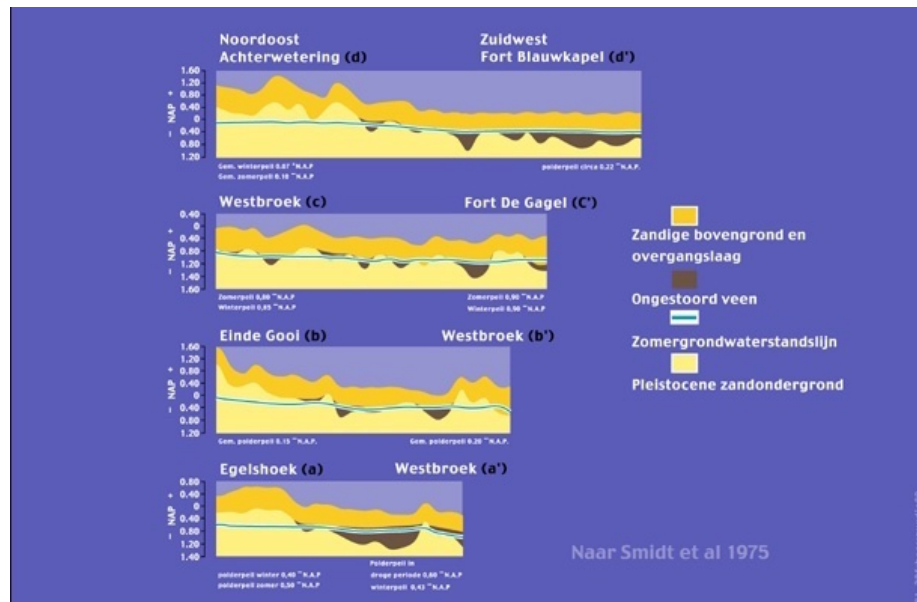 Noordoost
Achterwetering (d)
Zuidwest
Fort Blauwkapel (d')
1.60
1.20
0.80
0.40
0
0.40
0.80
1.20
– NAP +
Gem. winterpeil 0.07 +N.A.P
Gem. zomerpeil 0.10 –N.A.P
polderpeil circa 0,22 –N.A.P.
Westbroek (c)
Fort De Gagel (C')
0.40
0
0.40
0.80
1.20
1.60
– NAP +
Zomerpeil 0,80 –N.A.P
Winterpeil 0,85 –N.A.P
Zomerpeil 0,90 –N.A.P
Winterpeil 0,90 –N.A.P
Einde Gooi (b)
Westbroek (b')
1.60
1.20
0.80
0.40
0
0.40
0.80
1.20
– NAP +
Gem. polderpeil 0.15 –N.A.P.
Gem. polderpeil 0.20 –N.A.P
Egelshoek (a)
Westbroek (a')
0.80
0.40
0
0.40
0.80
1.20
1.40
– NAP +
polderpeil winter 0,40 –N.A.P
polderpeil zomer 0,50 –N.A.P
Polderpeil in
droge periode 0,60 –N.A.P
winterpeil 0,43 –N.A.P
Zandige bovengrond en
overgangslaag
Ongestoord veen
Zomergrondwaterstandslijn
Pleistocene zandondergrond
Naar Smidt et al 1975